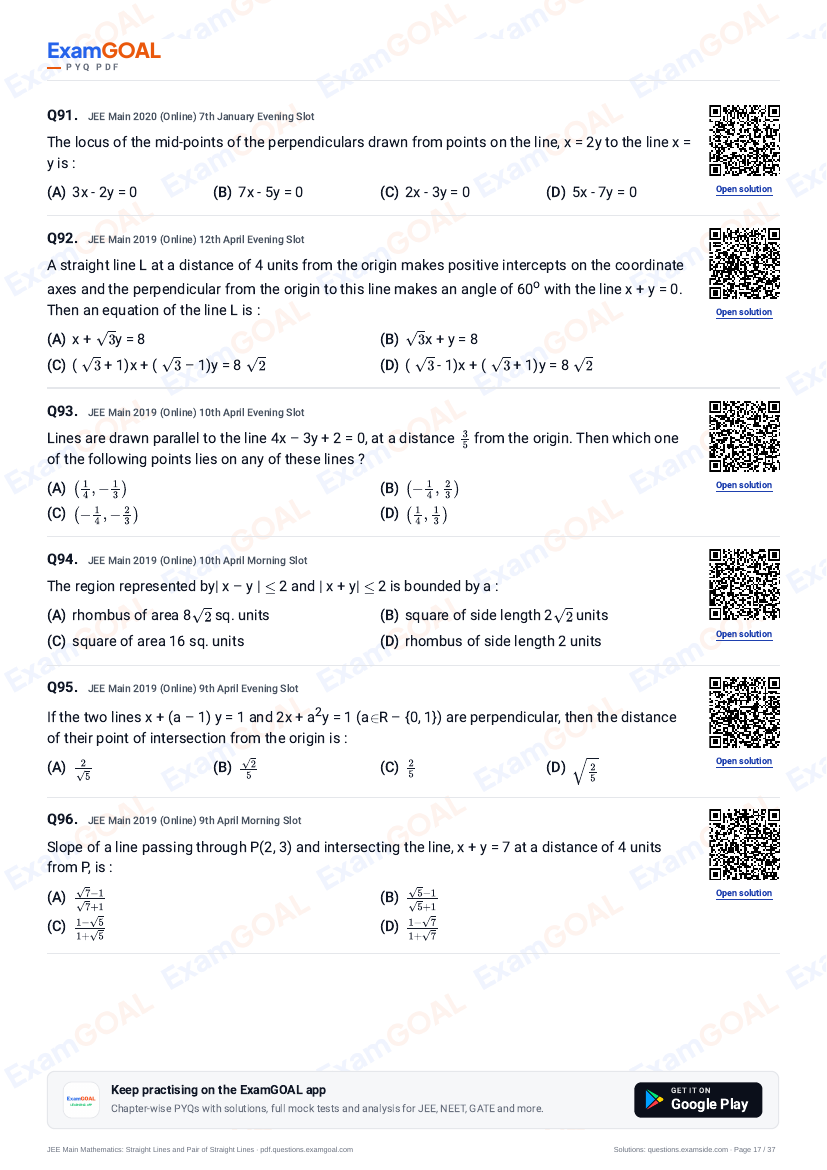 ExamGOAL
PYQ PDF
Q91. JEE Main 2020 (Online) 7th January Evening Slot
The locus of the mid-points of the perpendiculars drawn from points on the line, x = 2y to the line x =
y is :
(A) 3x - 2y = 0 (B) 7x - 5y = 0 (C) 2x - 3y = 0 (D) 5x - 7y = 0
Open solution
Q92. JEE Main 2019 (Online) 12th April Evening Slot
A straight line L at a distance of 4 units from the origin makes positive intercepts on the coordinate
axes and the perpendicular from the origin to this line makes an angle of 60° with the line x + y = 0.
Then an equation of the line L is :
(A) x + √3y = 8 (B) √3x + y = 8
(C) ( √3 + 1)x + ( √3 − 1)y = 8 √2 (D) ( √3 - 1)x + ( √3 + 1)y = 8 √2
Open solution
Q93. JEE Main 2019 (Online) 10th April Evening Slot
Lines are drawn parallel to the line 4x − 3y + 2 = 0, at a distance 3/5 from the origin. Then which one
of the following points lies on any of these lines ?
(A) (1/4, −1/3) (B) (−1/4, 2/3)
(C) (−1/4, −2/3) (D) (1/4, 1/3)
Open solution
Q94. JEE Main 2019 (Online) 10th April Morning Slot
The region represented by| x − y | ≤ 2 and | x + y| ≤ 2 is bounded by a :
(A) rhombus of area 8√2 sq. units (B) square of side length 2√2 units
(C) square of area 16 sq. units (D) rhombus of side length 2 units
Open solution
Q95. JEE Main 2019 (Online) 9th April Evening Slot
If the two lines x + (a − 1) y = 1 and 2x + a²y = 1 (a∈R − {0, 1}) are perpendicular, then the distance
of their point of intersection from the origin is :
(A) 2/√5 (B) √2/5 (C) 2/5 (D) √(2/5)
Open solution
Q96. JEE Main 2019 (Online) 9th April Morning Slot
Slope of a line passing through P(2, 3) and intersecting the line, x + y = 7 at a distance of 4 units
from P, is :
(A) (√7−1)/(√7+1) (B) (√5−1)/(√5+1)
(C) (1−√5)/(1+√5) (D) (1−√7)/(1+√7)
Open solution
ExamGOAL
Keep practising on the ExamGOAL app
Chapter-wise PYQs with solutions, full mock tests and analysis for JEE, NEET, GATE and more.
GET IT ON
Google Play
JEE Main Mathematics: Straight Lines and Pair of Straight Lines · pdf.questions.examgoal.com
Solutions: questions.examside.com · Page 17 / 37